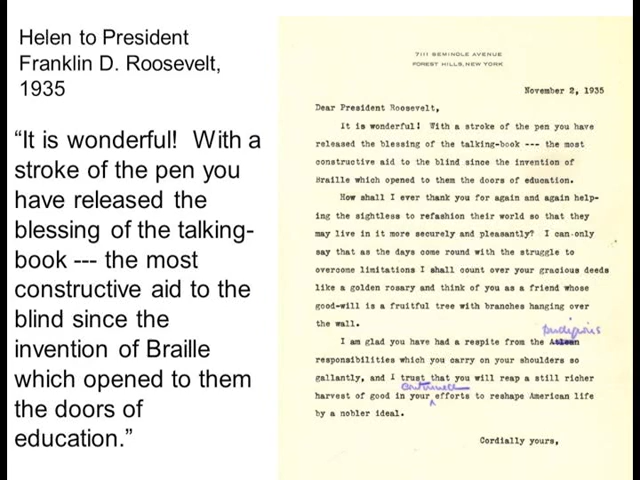 Helen to President
Franklin D. Roosevelt,
1935
“It is wonderful!  With a
stroke of the pen you
have released the
blessing of the talking-
book --- the most
constructive aid to the
blind since the
invention of Braille
which opened to them
the doors of
education.”
7111 SEMINOLE AVENUE
FOREST HILLS, NEW YORK
November 2, 1935
Dear President Roosevelt,
It is wonderful! With a stroke of the pen you have
released the blessing of the talking-book --- the most
constructive aid to the blind since the invention of
Braille which opened to them the doors of education.
How shall I ever thank you for again and again help-
ing the sightless to refashion their world so that they
may live in it more securely and pleasantly? I can only
say that as the days come round with the struggle to
overcome limitations I shall count over your gracious deeds
like a golden rosary and think of you as a friend whose
good-will is a fruitful tree with branches hanging over
the wall.
prodigious
I am glad you have had a respite from the
responsibilities which you carry on your shoulders so
gallantly, and I trust that you will reap a still richer
harvest of good in your efforts to reshape American life
by a nobler ideal.
Cordially yours,